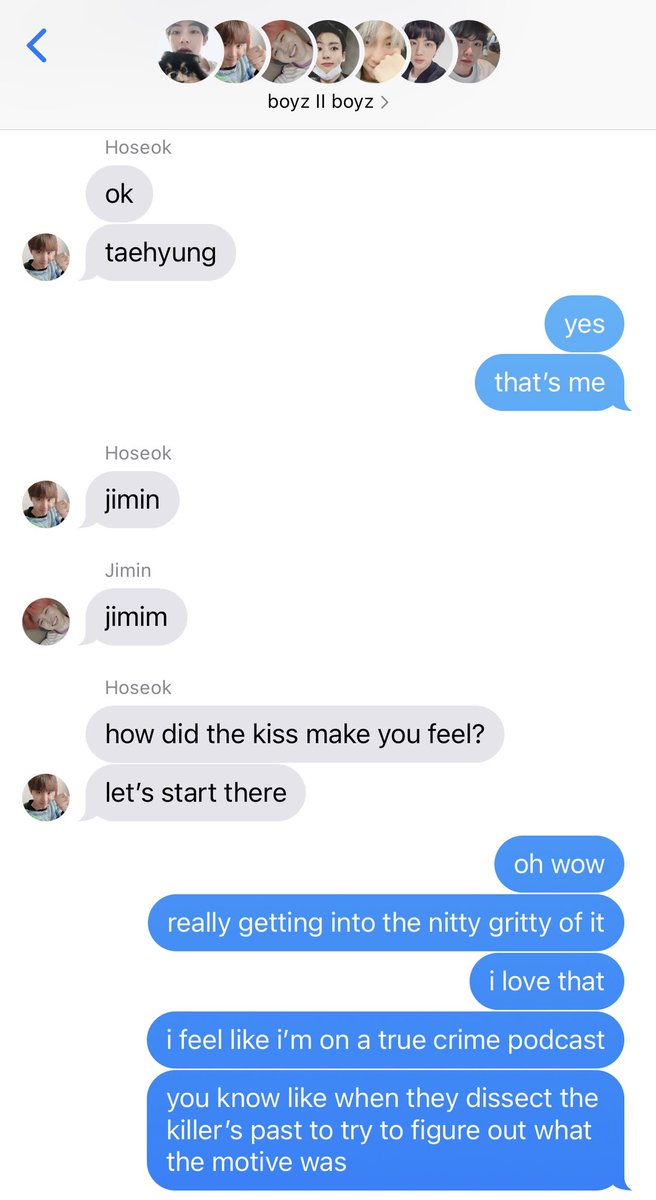 boyz II boyz
Hoseok
ok
taehyung
yes
that's me
Hoseok
jimin
Jimin
jimim
Hoseok
how did the kiss make you feel?
let's start there
oh wow
really getting into the nitty gritty of it
i love that
i feel like i'm on a true crime podcast
you know like when they dissect the
killer's past to try to figure out what
the motive was